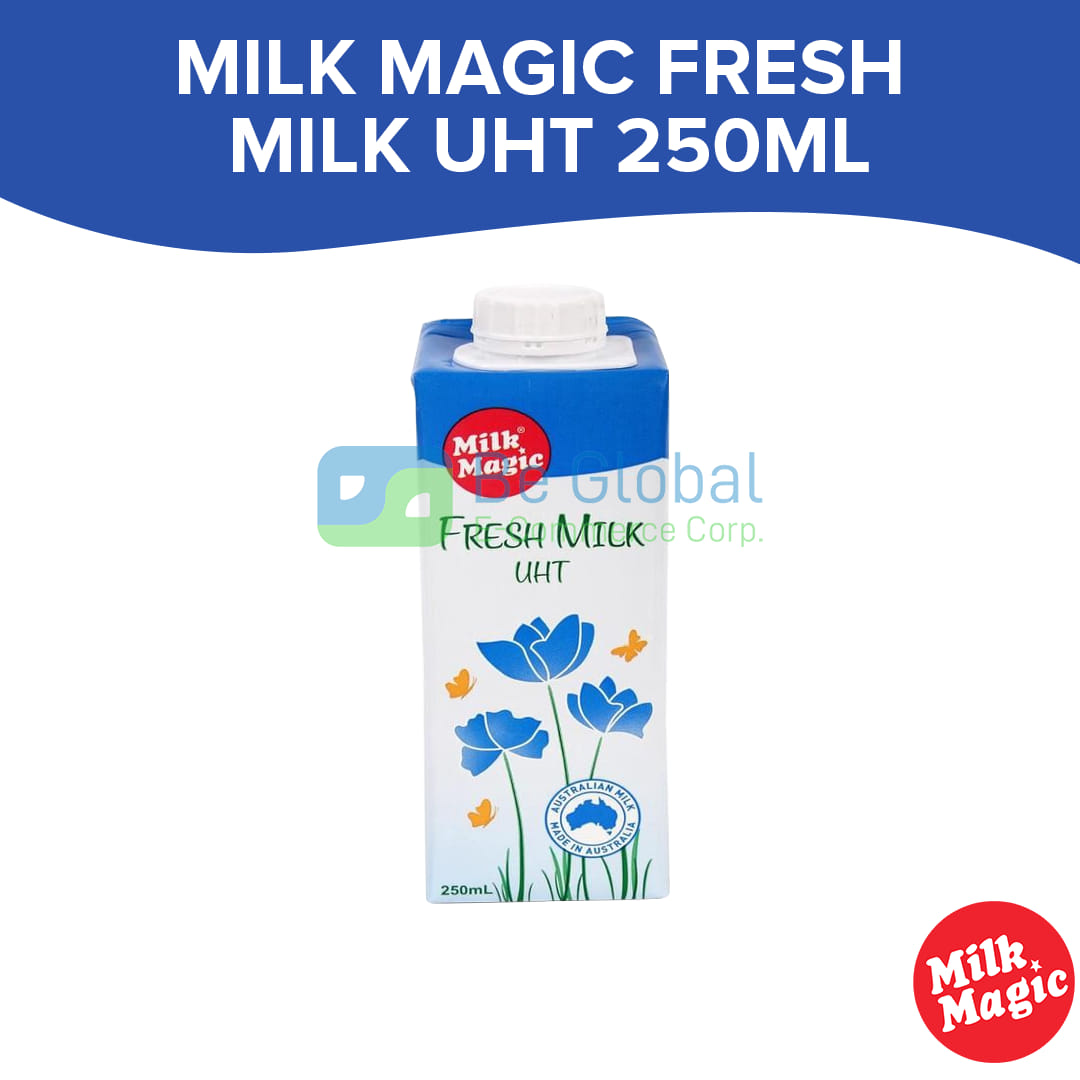 MILK MAGIC FRESH
MILK UHT 250ML
Milk®
Magic
Be Global
E-Commerce Corp.
FRESH MILK
UHT
AUSTRALIAN MILK
MADE IN AUSTRALIA
250mL
Milk
Magic